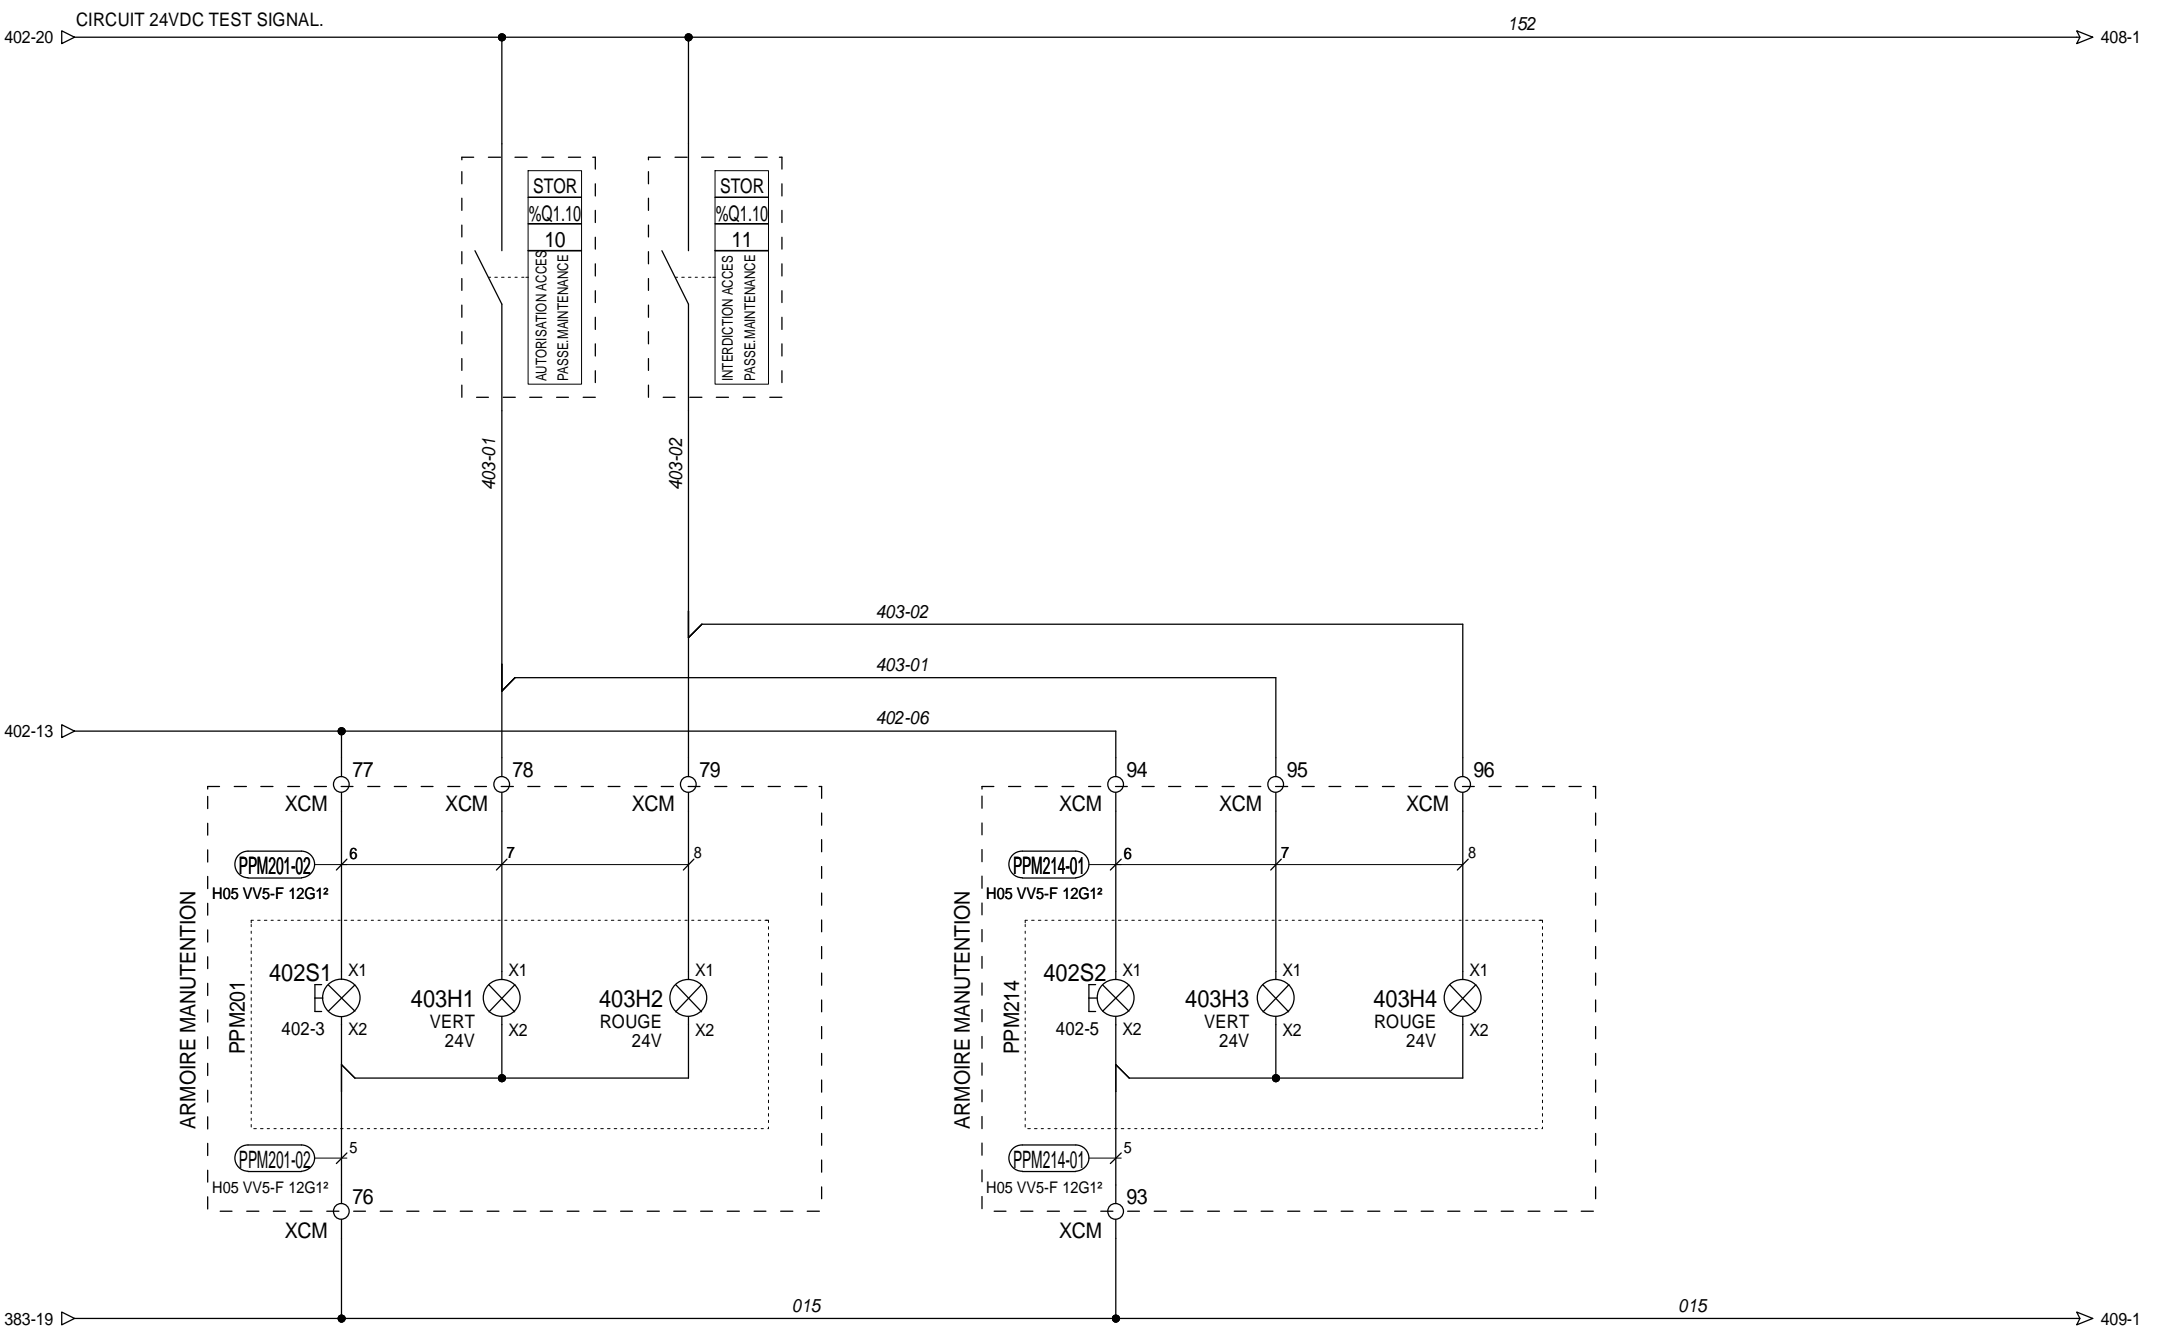 CIRCUIT 24VDC TEST SIGNAL.
402-20
152
408-1
STOR
%Q1.10
10
AUTORISATION ACCES
PASSE.MAINTENANCE
STOR
%Q1.10
11
INTERDICTION ACCES
PASSE.MAINTENANCE
403-01
403-02
403-02
403-01
402-13
402-06
77
XCM
78
XCM
79
XCM
94
XCM
95
XCM
96
XCM
ARMOIRE MANUTENTION
PPM201-02
6
7
8
H05 VV5-F 12G1²
PPM201
402S1
X1
402-3
X2
403H1
VERT
24V
X1
X2
403H2
ROUGE
24V
X1
X2
PPM201-02
5
H05 VV5-F 12G1²
76
XCM
ARMOIRE MANUTENTION
PPM214-01
6
7
8
H05 VV5-F 12G1²
PPM214
402S2
X1
402-5
X2
403H3
VERT
24V
X1
X2
403H4
ROUGE
24V
X1
X2
PPM214-01
5
H05 VV5-F 12G1²
93
XCM
383-19
015
015
409-1